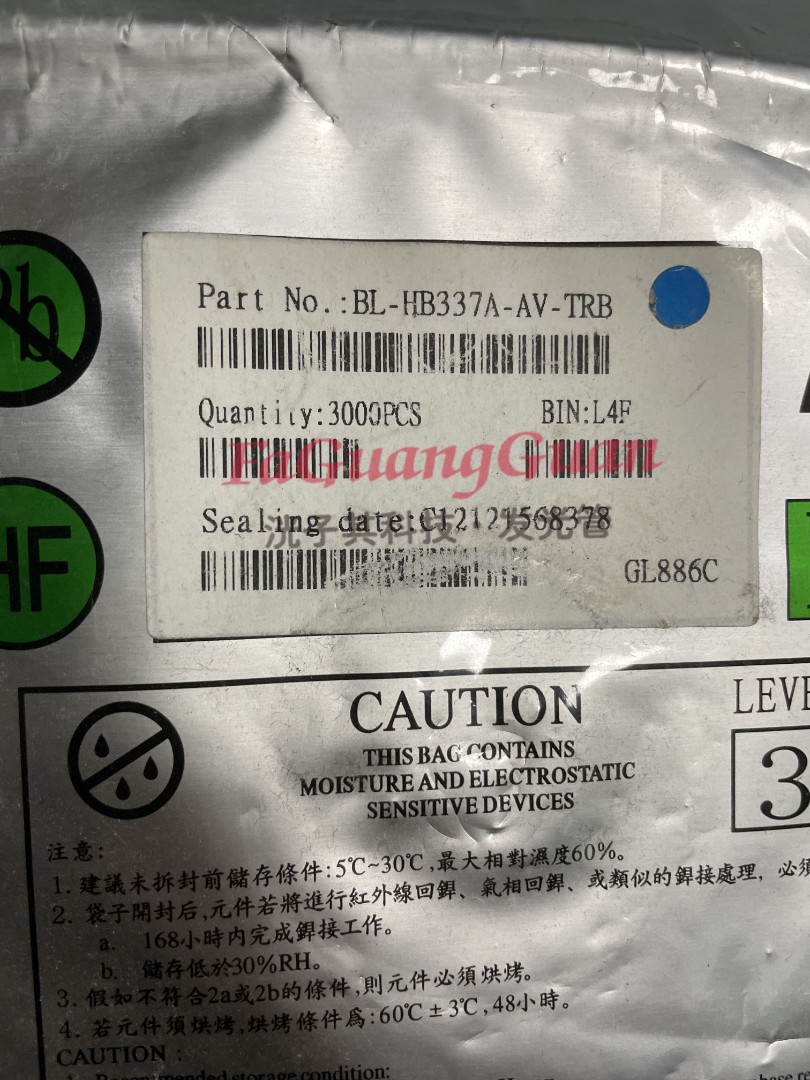 Part No.:BL-HB337A-AV-TRB
Quantity:3000PCS BIN:L4F
FaGuangGuan
Sealing date:C12121568378
GL886C
HF
CAUTION
THIS BAG CONTAINS
MOISTURE AND ELECTROSTATIC
SENSITIVE DEVICES
3
注意:
1. 建議未拆封前儲存條件:5℃~30℃,最大相對濕度60%。
2. 袋子開封后,元件若將進行紅外線回銲、氣相回銲、或類似的銲接處理, 必須
a. 168小時内完成銲接工作。
b. 儲存低於30%RH。
3. 假如不符合2a或2b的條件,則元件必須烘烤。
4. 若元件須烘烤,烘烤條件爲:60℃±3℃,48小時。
CAUTION :
Recommended storage condition: